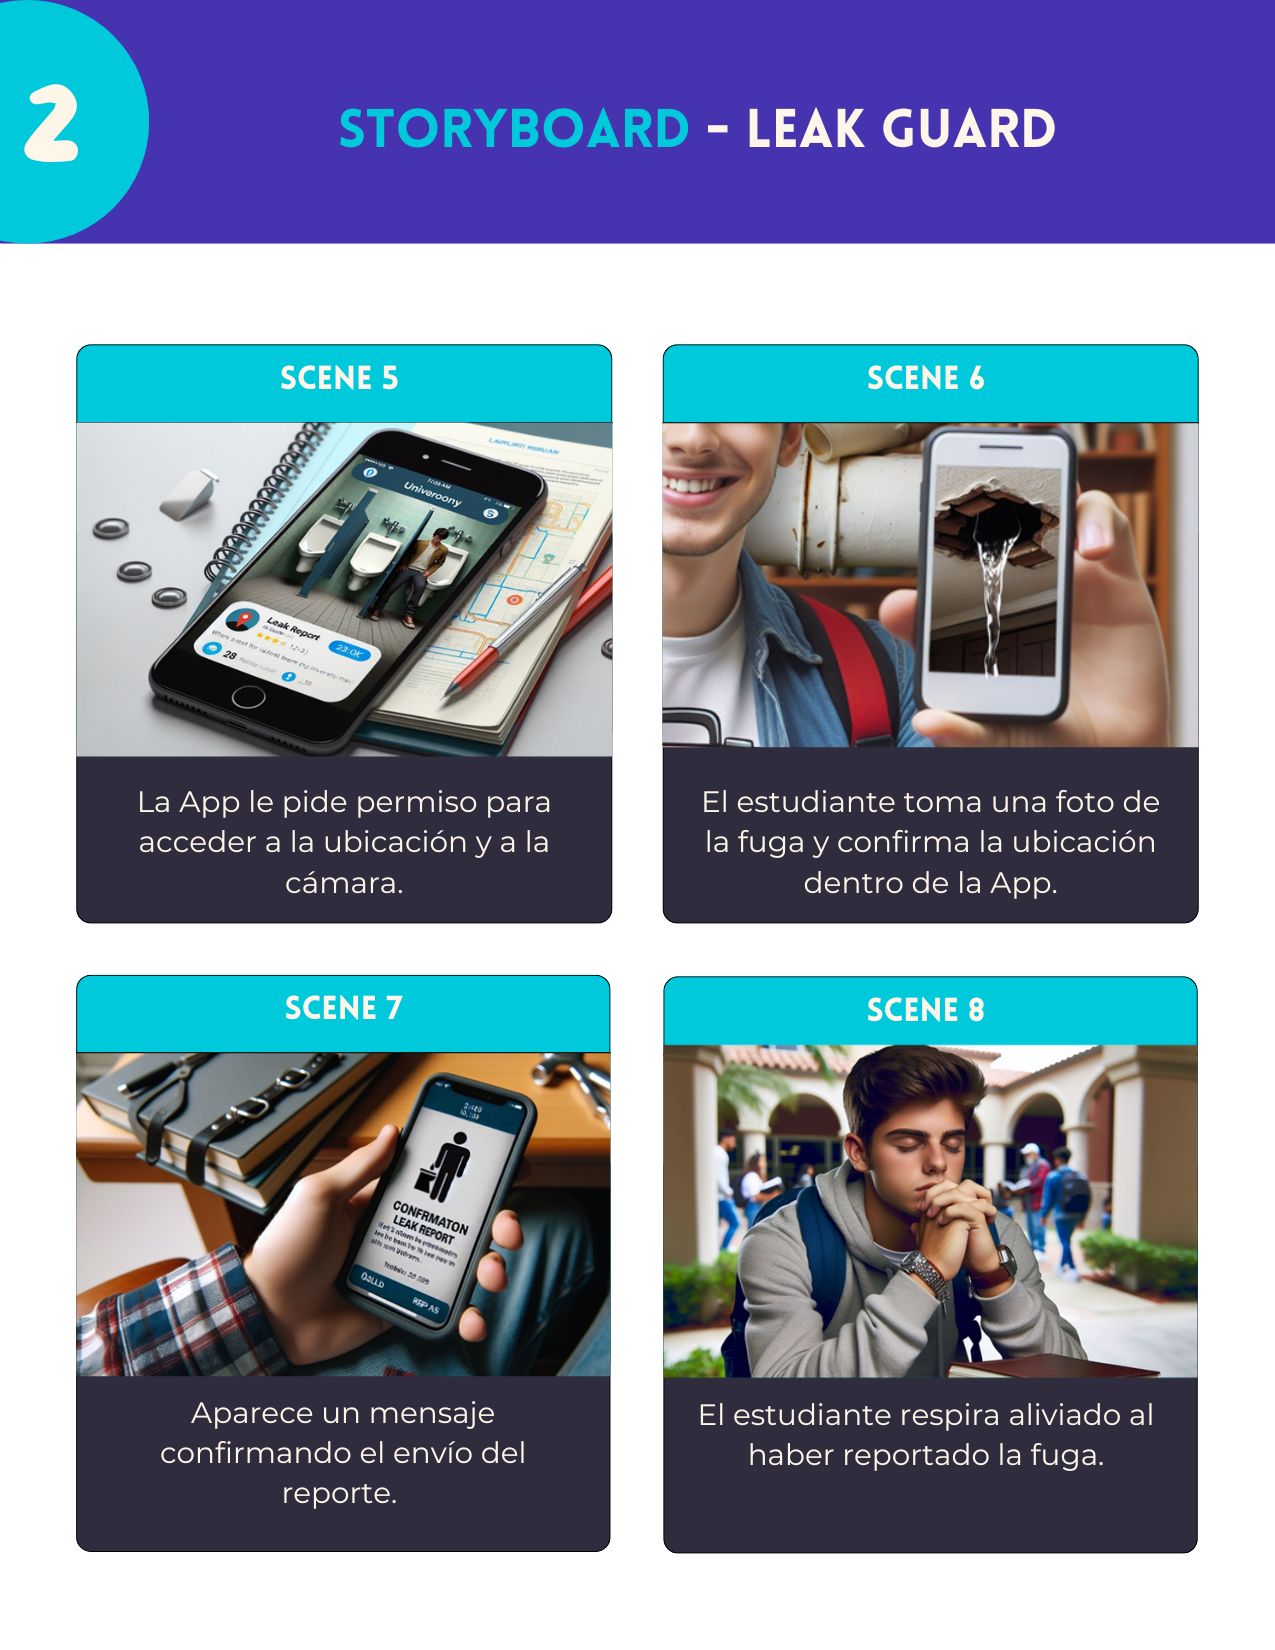 2
STORYBOARD - LEAK GUARD
SCENE 5
Univeroony
Leak Report
23:0K
28
La App le pide permiso para
acceder a la ubicación y a la
cámara.
SCENE 6
El estudiante toma una foto de
la fuga y confirma la ubicación
dentro de la App.
SCENE 7
CONFRMATON
LEAK REPORT
Aparece un mensaje
confirmando el envío del
reporte.
SCENE 8
El estudiante respira aliviado al
haber reportado la fuga.